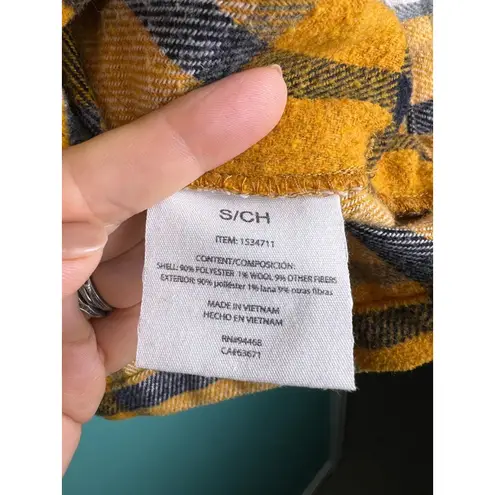 S/CH
ITEM: 1534711
CONTENT/COMPOSICIÓN:
SHELL: 90% POLYESTER 1% WOOL 9% OTHER FIBERS
EXTERIOR: 90% poliéster 1% lana 9% otras fibras
MADE IN VIETNAM
HECHO EN VIETNAM
RN#94468
CA#63671